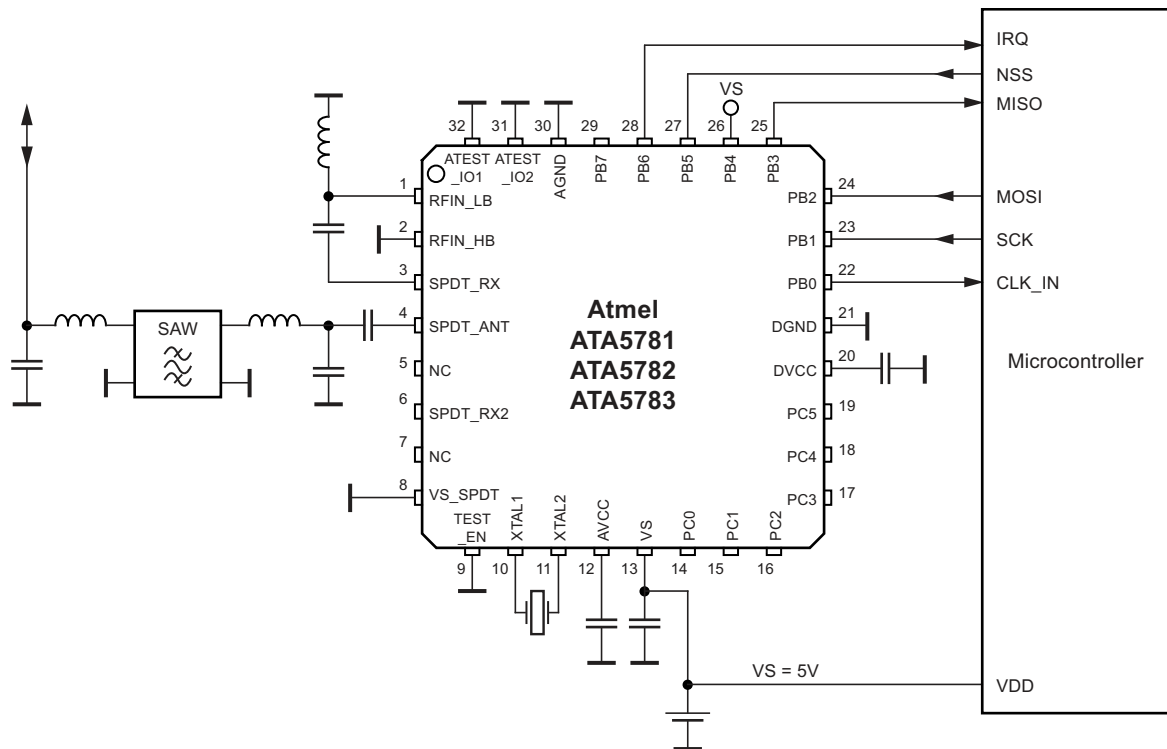 IRQ
NSS
VS
MISO
32
31
30
29
28
27
26
25
ATEST
_IO1
ATEST
_IO2
AGND
PB7
PB6
PB5
PB4
PB3
1
RFIN_LB
PB2
24
MOSI
2
RFIN_HB
PB1
23
SCK
3
SPDT_RX
PB0
22
CLK_IN
SAW
4
SPDT_ANT
Atmel
ATA5781
ATA5782
ATA5783
DGND
21
5
NC
DVCC
20
Microcontroller
6
SPDT_RX2
PC5
19
7
NC
PC4
18
8
VS_SPDT
PC3
17
TEST
_EN
XTAL1
XTAL2
AVCC
VS
PC0
PC1
PC2
9
10
11
12
13
14
15
16
VS = 5V
VDD